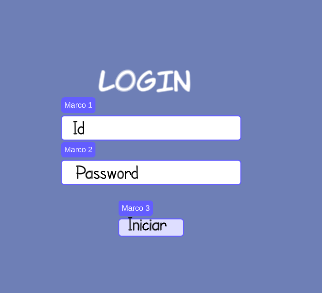 LOGIN
Marco 1
Id
Marco 2
Password
Marco 3
Iniciar